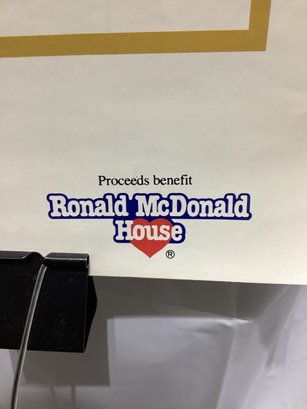 Proceeds benefit
Ronald McDonald
House
®